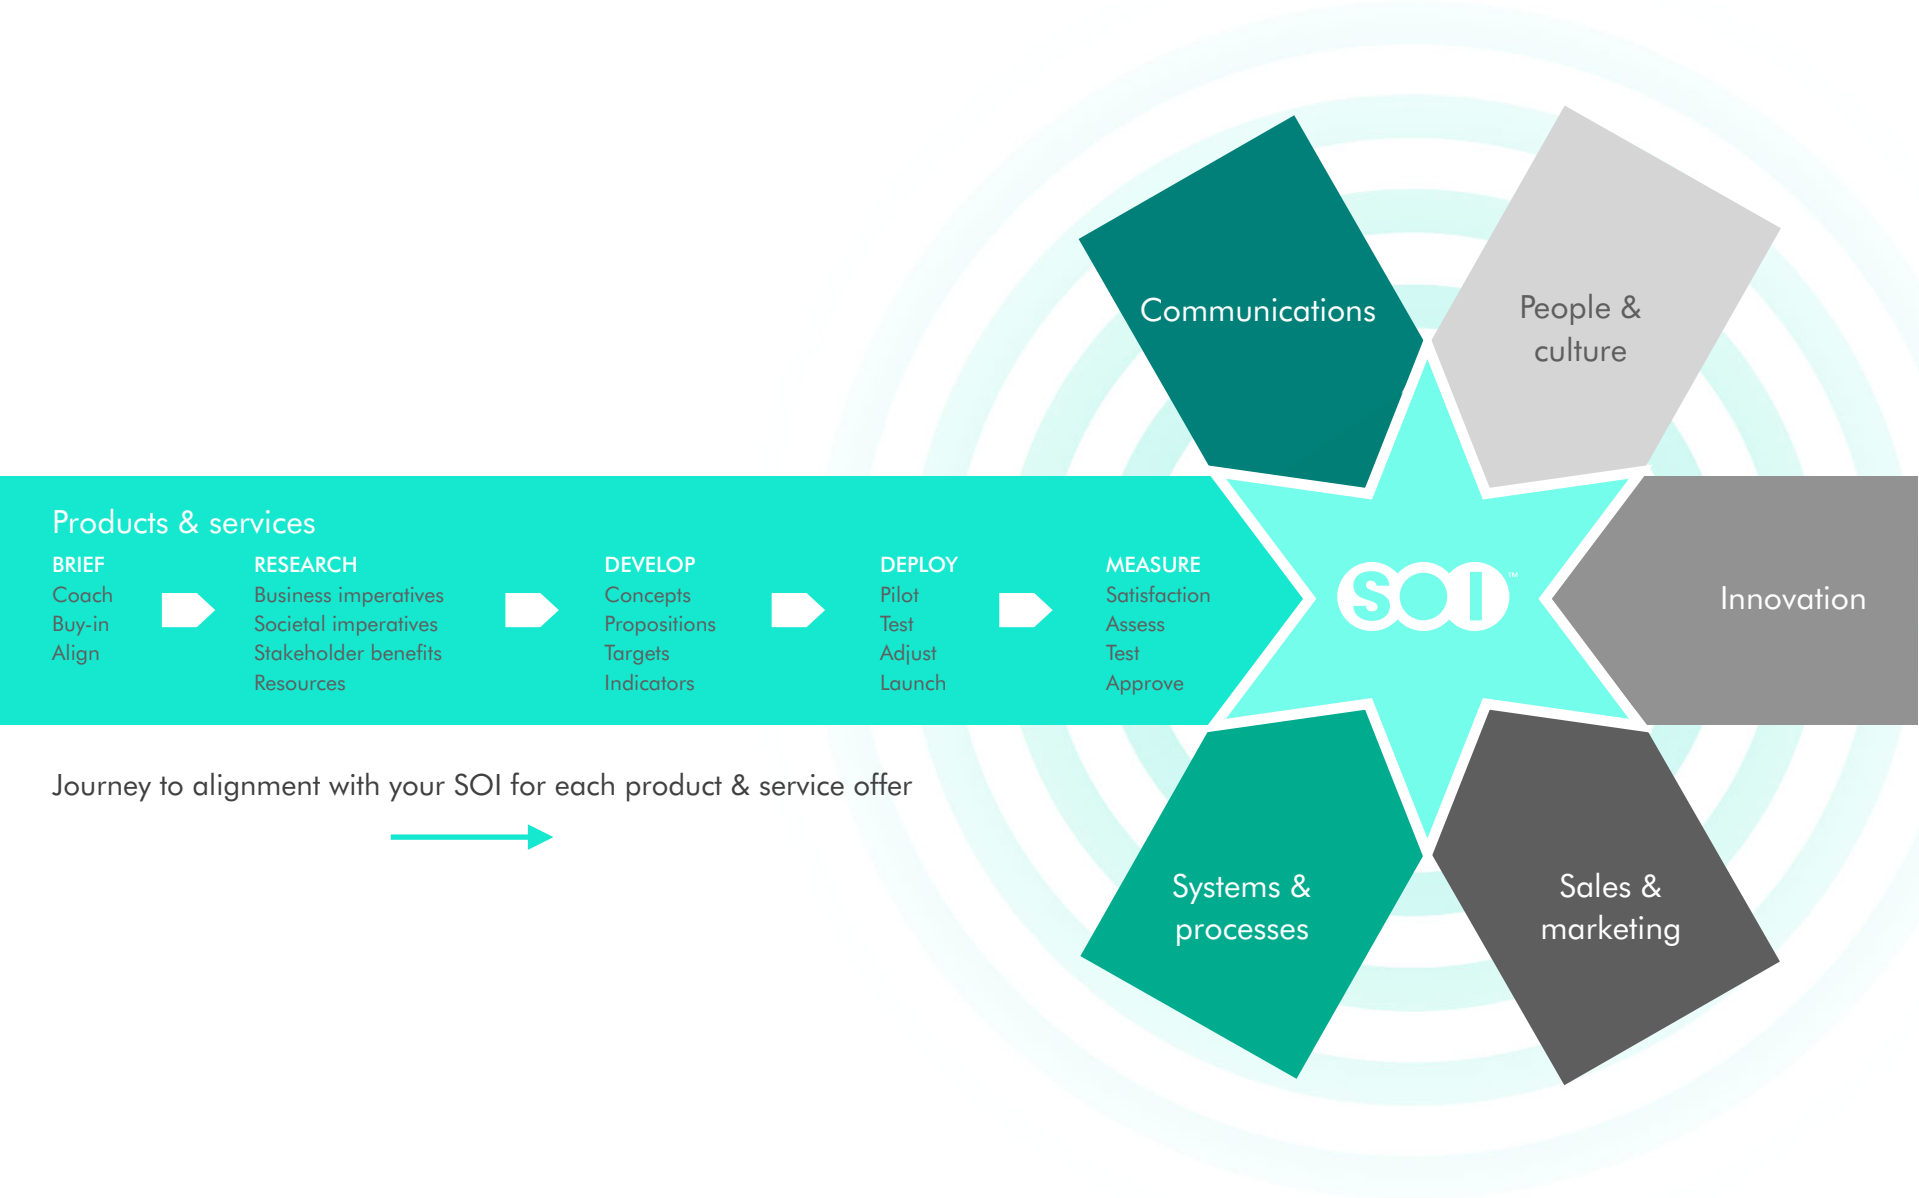 Communications
People &
culture
Products & services
BRIEF
Coach
Buy-in
Align
RESEARCH
Business imperatives
Societal imperatives
Stakeholder benefits
Resources
DEVELOP
Concepts
Propositions
Targets
Indicators
DEPLOY
Pilot
Test
Adjust
Launch
MEASURE
Satisfaction
Assess
Test
Approve
SOI™
Innovation
Journey to alignment with your SOI for each product & service offer
Systems &
processes
Sales &
marketing